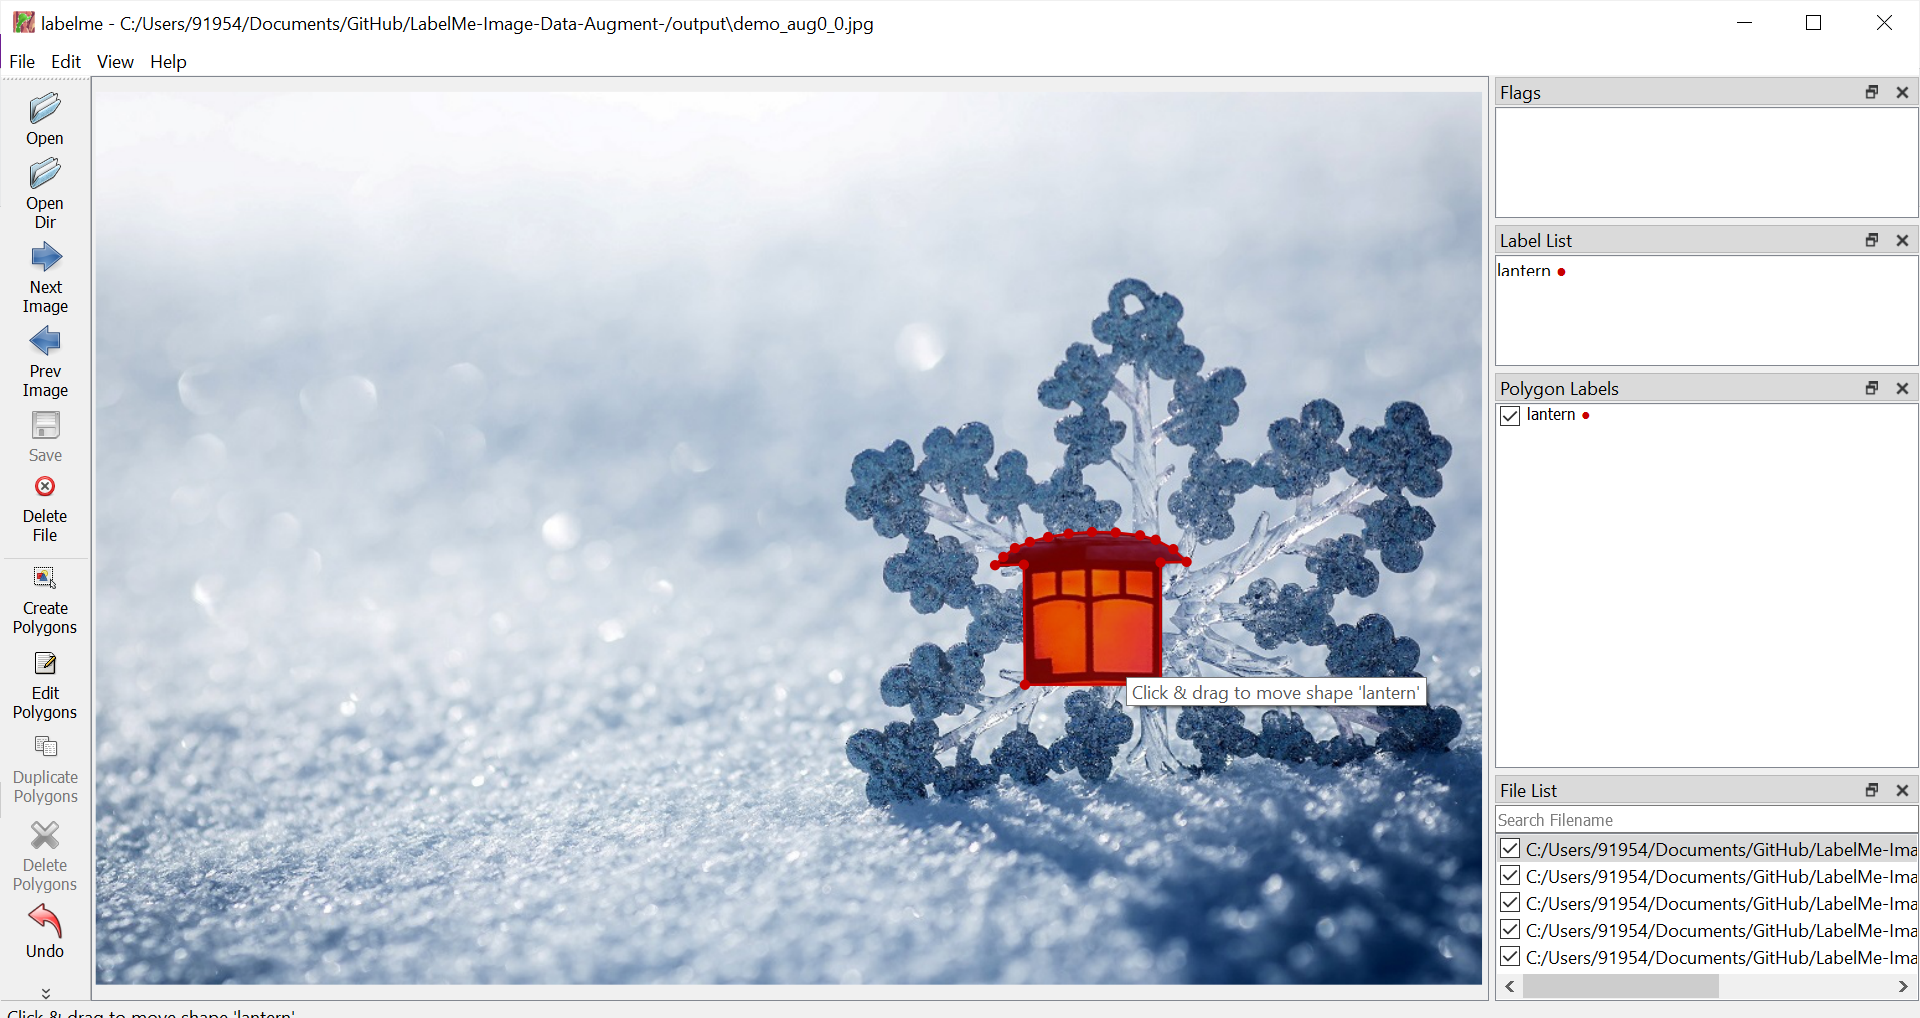 labelme - C:/Users/91954/Documents/GitHub/LabelMe-Image-Data-Augment-/output\demo_aug0_0.jpg
File Edit View Help
Open
Open
Dir
Next
Image
Prev
Image
Save
Delete
File
Create
Polygons
Edit
Polygons
Duplicate
Polygons
Delete
Polygons
Undo
Click & drag to move shape 'lantern'
Flags
Label List
lantern
Polygon Labels
lantern
File List
Search Filename
C:/Users/91954/Documents/GitHub/LabelMe-Ima
C:/Users/91954/Documents/GitHub/LabelMe-Ima
C:/Users/91954/Documents/GitHub/LabelMe-Ima
C:/Users/91954/Documents/GitHub/LabelMe-Ima
C:/Users/91954/Documents/GitHub/LabelMe-Ima
Click & drag to move shape 'lantern'